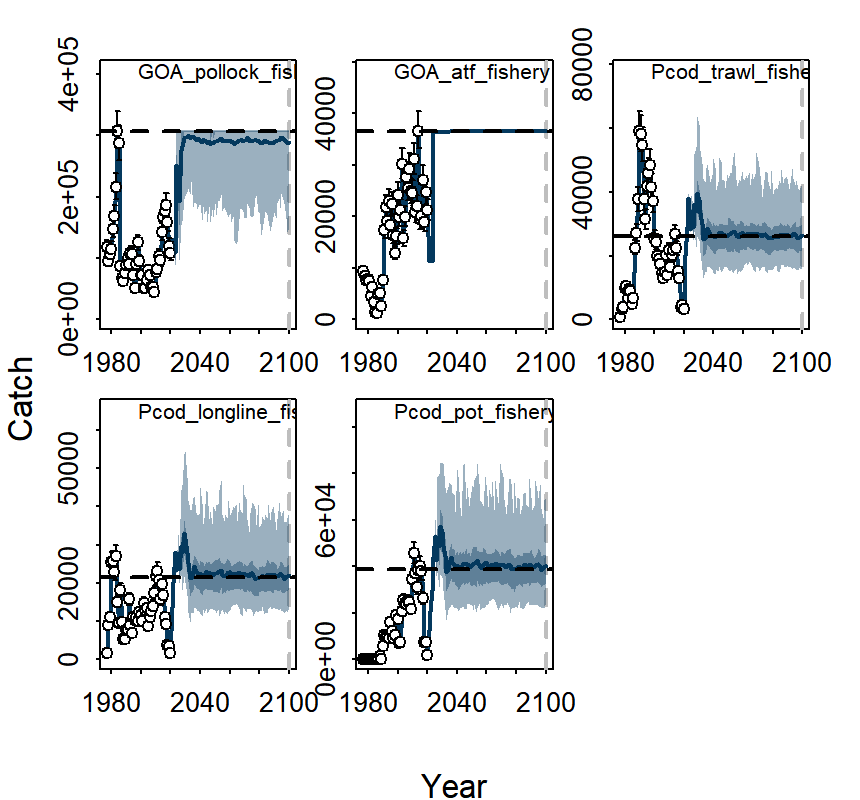 GOA_pollock_fish
GOA_atf_fishery
Pcod_trawl_fishe
4e+05
2e+05
0e+00
40000
20000
0
80000
40000
0
1980 2040 2100
1980 2040 2100
1980 2040 2100
Catch
Pcod_longline_fis
Pcod_pot_fishery
50000
20000
0
6e+04
0e+00
1980 2040 2100
1980 2040 2100
Year